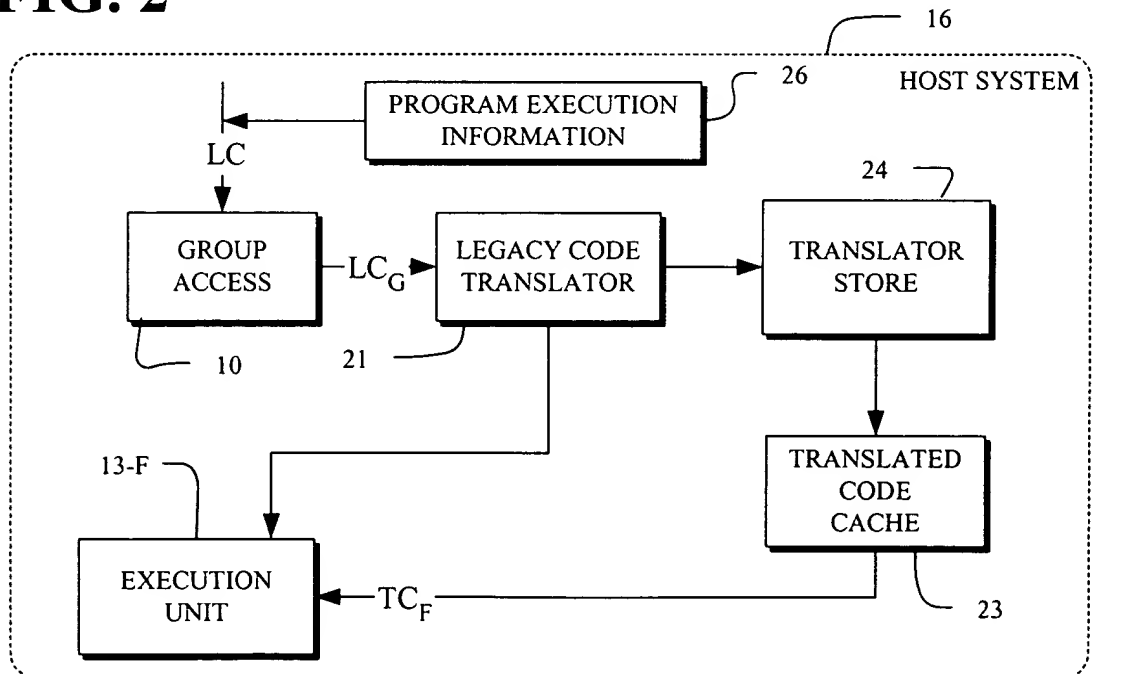 FIG. 2
16
HOST SYSTEM
26
PROGRAM EXECUTION
INFORMATION
LC
24
GROUP
ACCESS
LCG
LEGACY CODE
TRANSLATOR
TRANSLATOR
STORE
10
21
13-F
TRANSLATED
CODE
CACHE
EXECUTION
UNIT
TCF
23